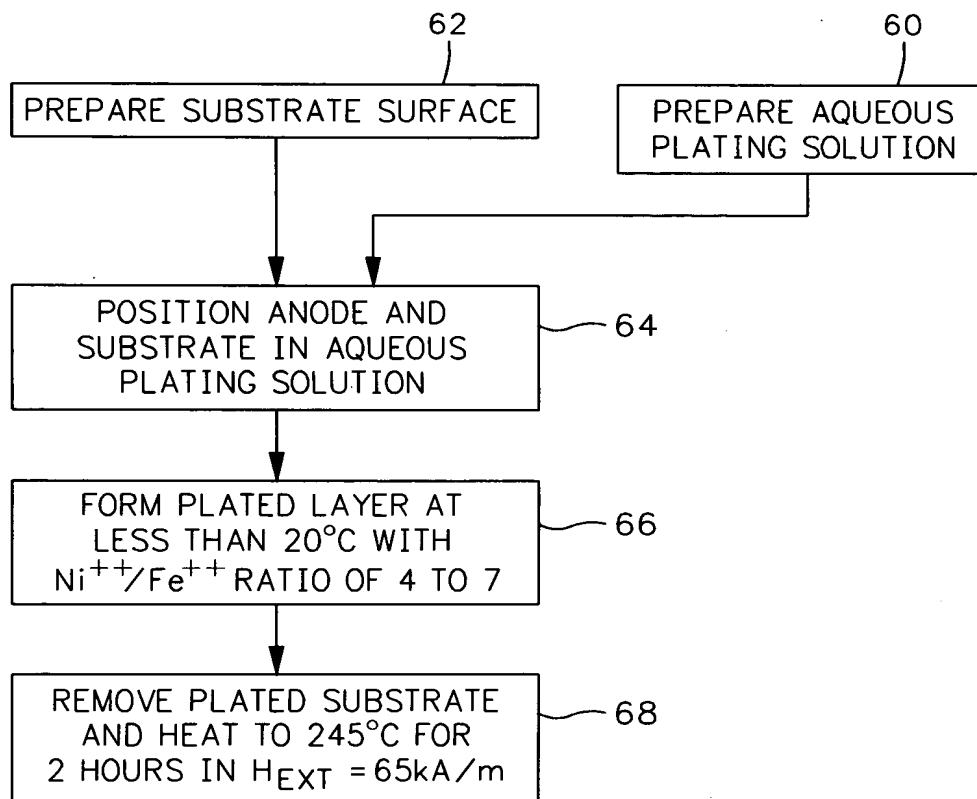 62
PREPARE SUBSTRATE SURFACE
60
PREPARE AQUEOUS
PLATING SOLUTION
POSITION ANODE AND
SUBSTRATE IN AQUEOUS
PLATING SOLUTION
64
FORM PLATED LAYER AT
LESS THAN 20°C WITH
Ni⁺⁺/Fe⁺⁺ RATIO OF 4 TO 7
66
REMOVE PLATED SUBSTRATE
AND HEAT TO 245°C FOR
2 HOURS IN H_EXT = 65kA/m
68